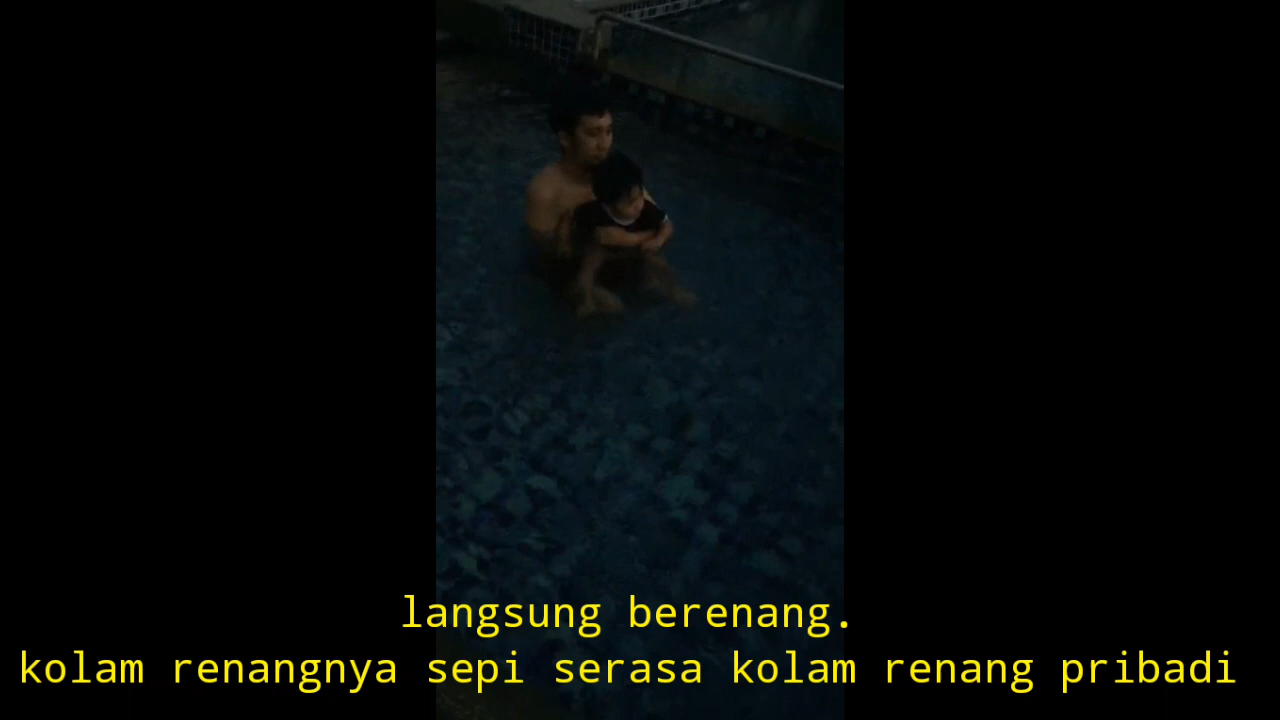 langsung berenang.
kolam renangnya sepi serasa kolam renang pribadi